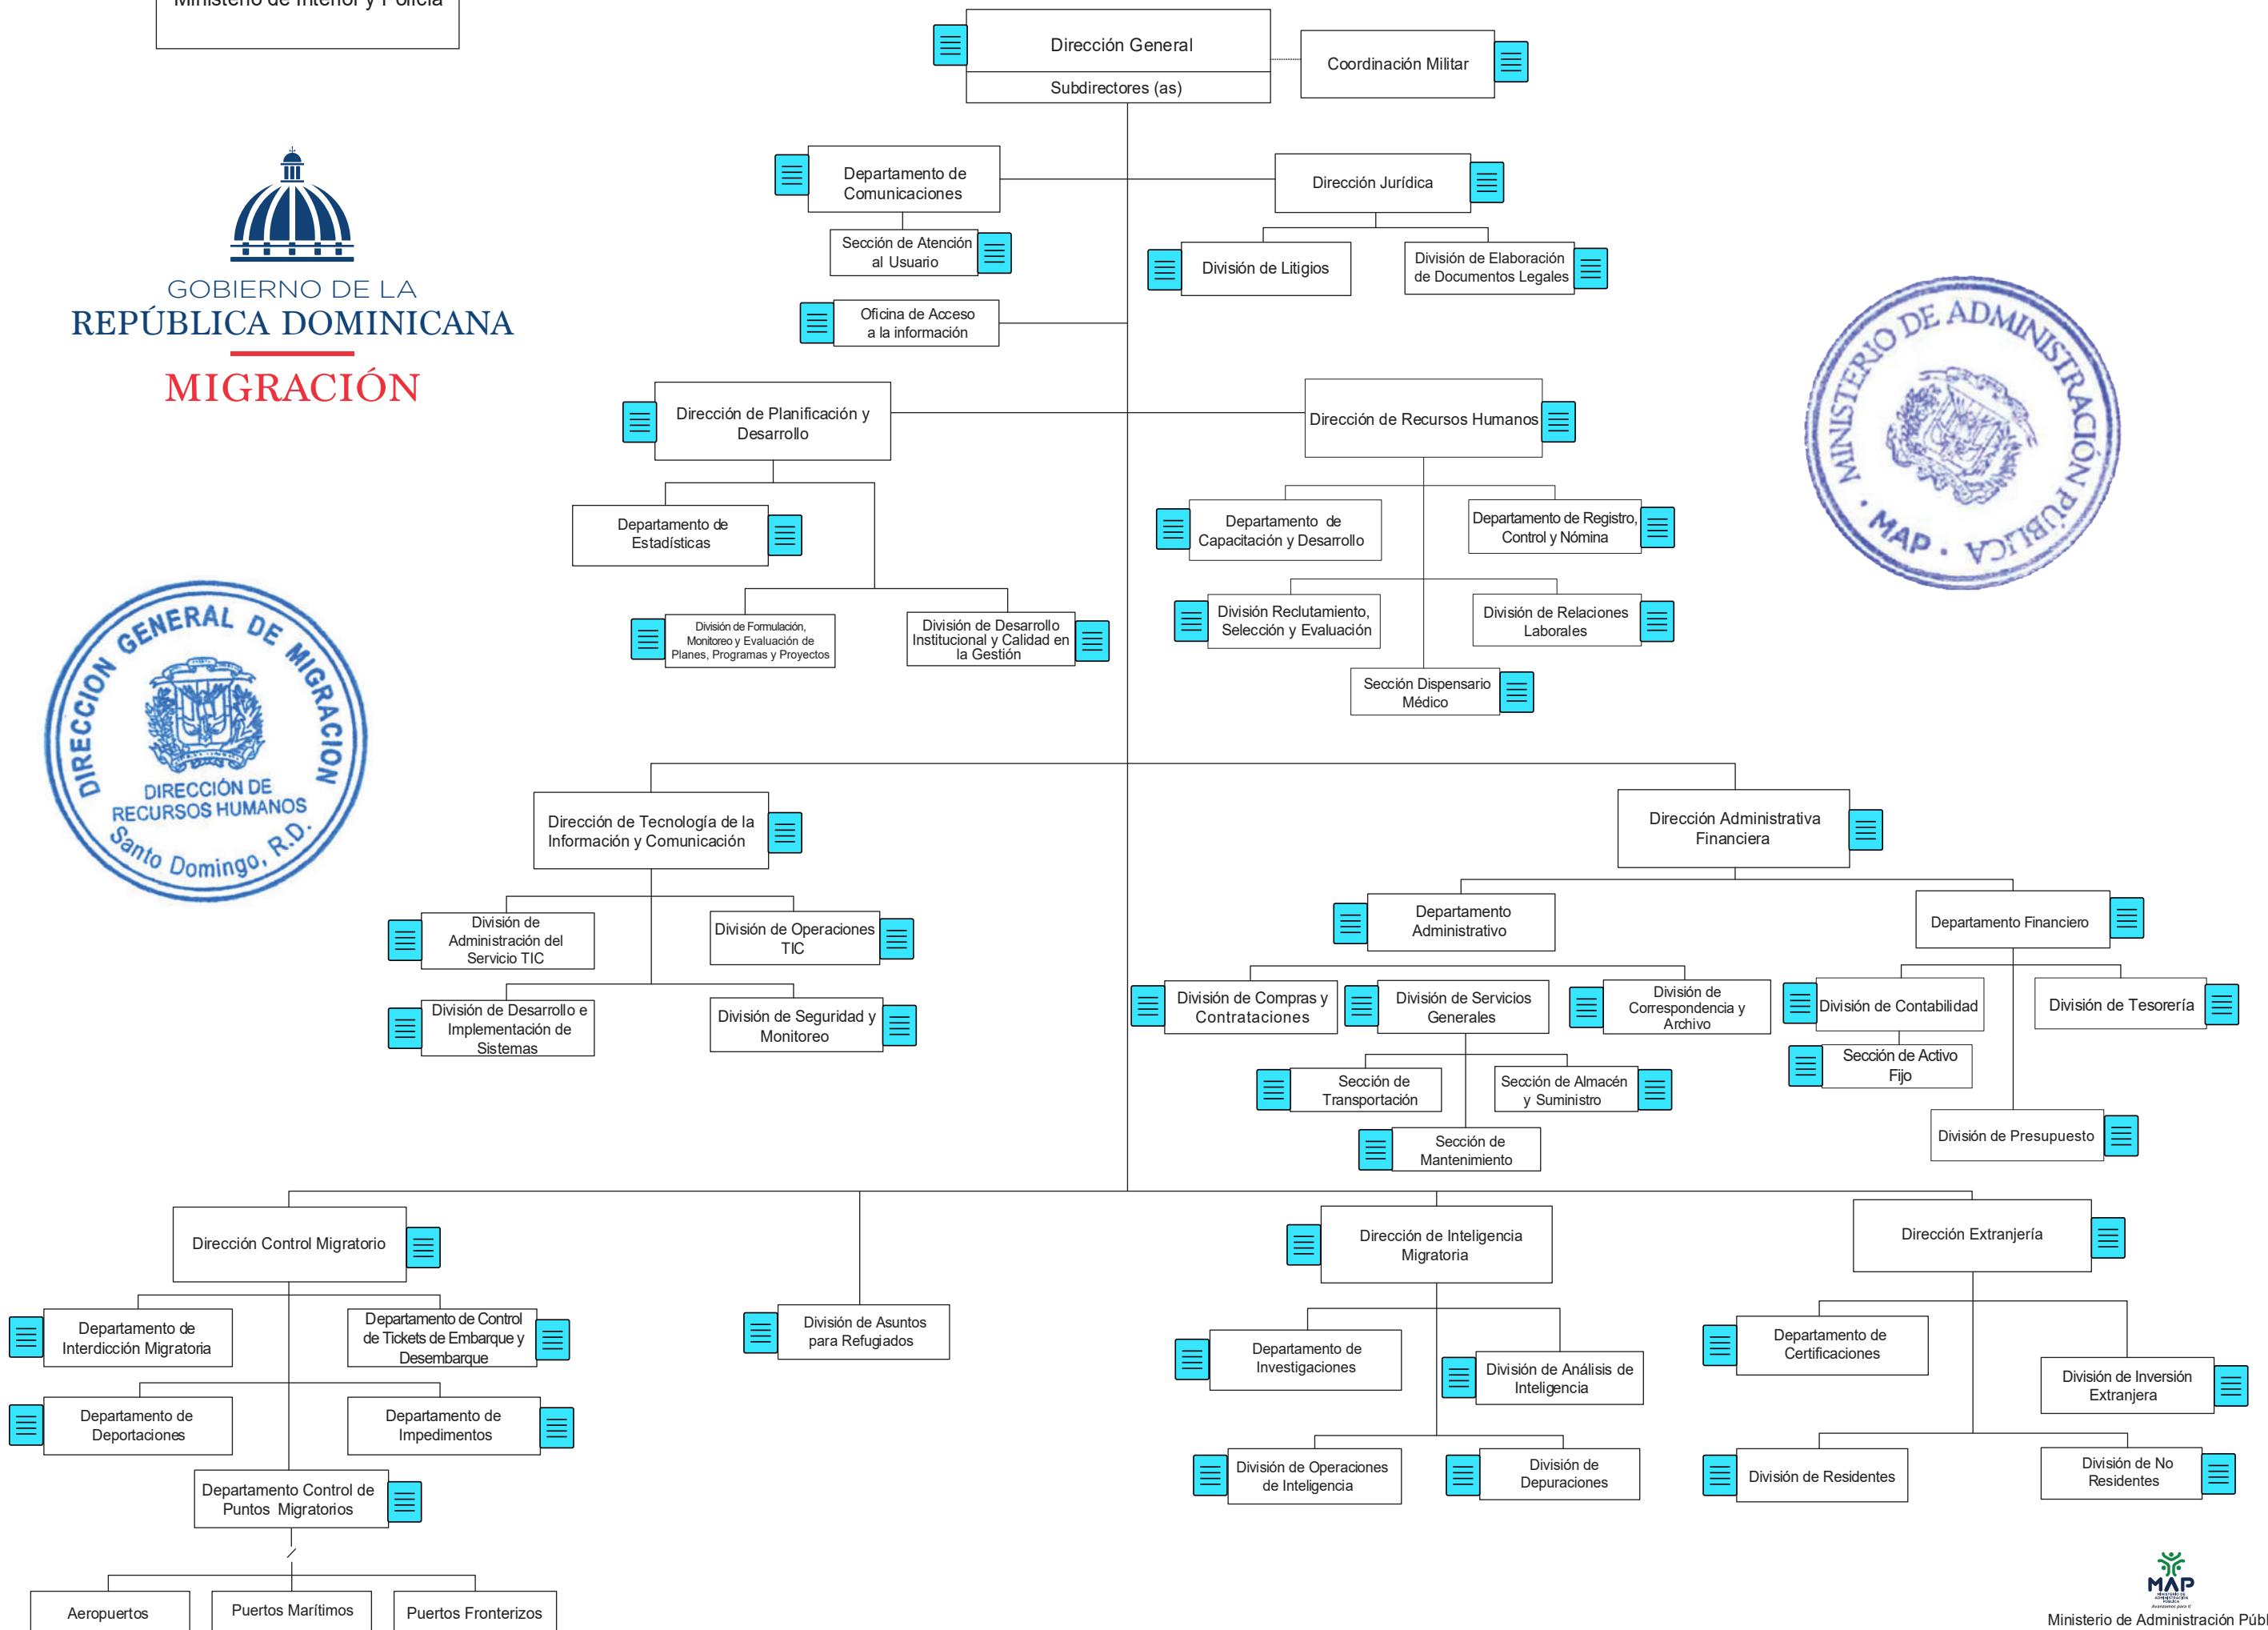 Ministerio de Interior y Policía
Dirección General
Subdirectores (as)
Coordinación Militar
Departamento de
Comunicaciones
Dirección Jurídica
Sección de Atención
al Usuario
División de Litigios
División de Elaboración
de Documentos Legales
Oficina de Acceso
a la información
GOBIERNO DE LA
REPÚBLICA DOMINICANA
MIGRACIÓN
MINISTERIO DE ADMINISTRACIÓN PÚBLICA
· MAP ·
Dirección de Planificación y
Desarrollo
Dirección de Recursos Humanos
Departamento de
Estadísticas
Departamento de
Capacitación y Desarrollo
Departamento de Registro,
Control y Nómina
División de Formulación,
Monitoreo y Evaluación de
Planes, Programas y Proyectos
División de Desarrollo
Institucional y Calidad en
la Gestión
División Reclutamiento,
Selección y Evaluación
División de Relaciones
Laborales
Sección Dispensario
Médico
DIRECCION GENERAL DE MIGRACION
DIRECCIÓN DE
RECURSOS HUMANOS
Santo Domingo, R.D.
Dirección de Tecnología de la
Información y Comunicación
Dirección Administrativa
Financiera
División de
Administración del
Servicio TIC
División de Operaciones
TIC
División de Desarrollo e
Implementación de
Sistemas
División de Seguridad y
Monitoreo
Departamento
Administrativo
Departamento Financiero
División de Compras y
Contrataciones
División de Servicios
Generales
División de
Correspondencia y
Archivo
División de Contabilidad
División de Tesorería
Sección de Activo
Fijo
Sección de
Transportación
Sección de Almacén
y Suministro
Sección de
Mantenimiento
División de Presupuesto
Dirección Control Migratorio
Dirección de Inteligencia
Migratoria
Dirección Extranjería
Departamento de
Interdicción Migratoria
Departamento de Control
de Tickets de Embarque y
Desembarque
División de Asuntos
para Refugiados
Departamento de
Investigaciones
División de Análisis de
Inteligencia
Departamento de
Certificaciones
División de Inversión
Extranjera
Departamento de
Deportaciones
Departamento de
Impedimentos
División de Operaciones
de Inteligencia
División de
Depuraciones
División de Residentes
División de No
Residentes
Departamento Control de
Puntos Migratorios
Aeropuertos
Puertos Marítimos
Puertos Fronterizos
MAP
MINISTERIO DE
ADMINISTRACIÓN
PÚBLICA
Avanzamos para ti
Ministerio de Administración Públ